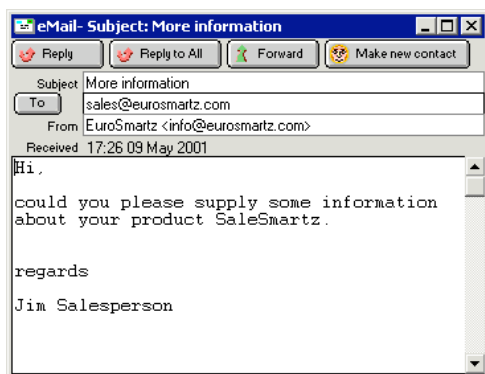 eMail- Subject: More information
Reply Reply to All Forward Make new contact
Subject More information
To sales@eurosmartz.com
From EuroSmartz <info@eurosmartz.com>
Received 17:26 09 May 2001
Hi,
could you please supply some information
about your product SaleSmartz.
regards
Jim Salesperson